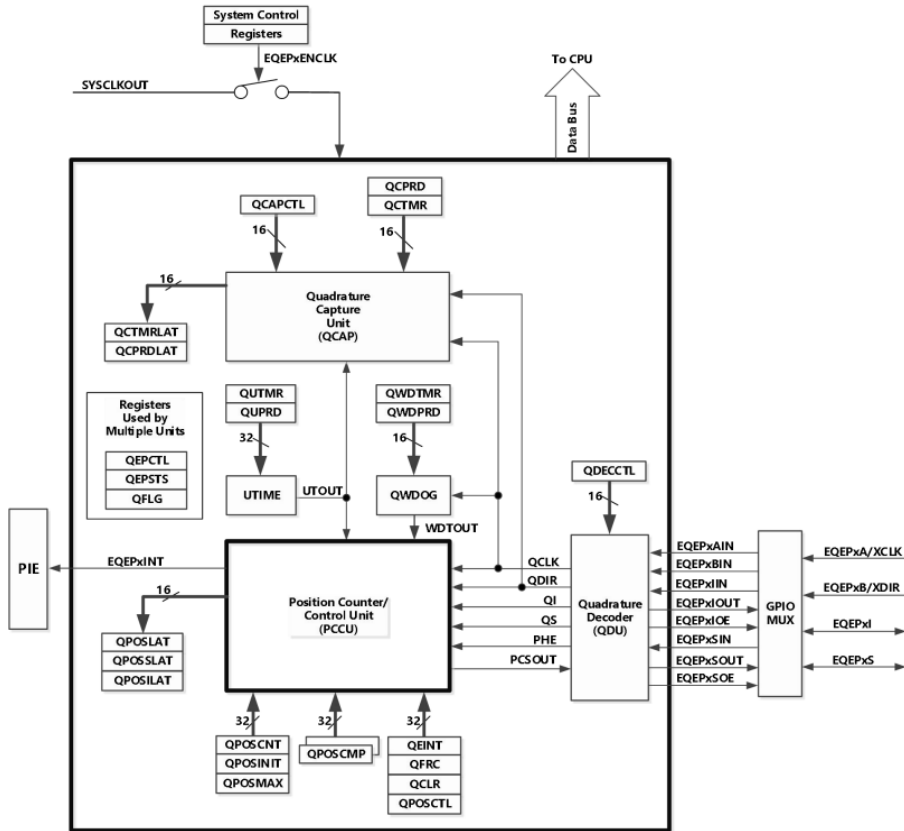 System Control
Registers
EQEPxENCLK
SYSCLKOUT
To CPU
Data Bus
QCAPCTL
16
QCPRD
QCTMR
16
16
Quadrature
Capture
Unit
(QCAP)
QCTMRLAT
QCPRDLAT
Registers
Used by
Multiple Units
QEPCTL
QEPSTS
QFLG
QUTMR
QUPRD
32
QWDTMR
QWDPRD
16
UTIME
UTOUT
QWDOG
WDTOUT
QDECCTL
16
PIE
EQEPxINT
16
QPOSLAT
QPOSSLAT
QPOSILAT
Position Counter/
Control Unit
(PCCU)
QCLK
QDIR
QI
QS
PHE
PCSOUT
Quadrature
Decoder
(QDU)
EQEPxAIN
EQEPxBIN
EQEPxIIN
EQEPxIOUT
EQEPxIOE
EQEPxSIN
EQEPxSOUT
EQEPxSOE
GPIO
MUX
EQEPxA/XCLK
EQEPxB/XDIR
EQEPxI
EQEPxS
32
QPOSCNT
QPOSINIT
QPOSMAX
32
QPOSCMP
32
QEINT
QFRC
QCLR
QPOSCTL